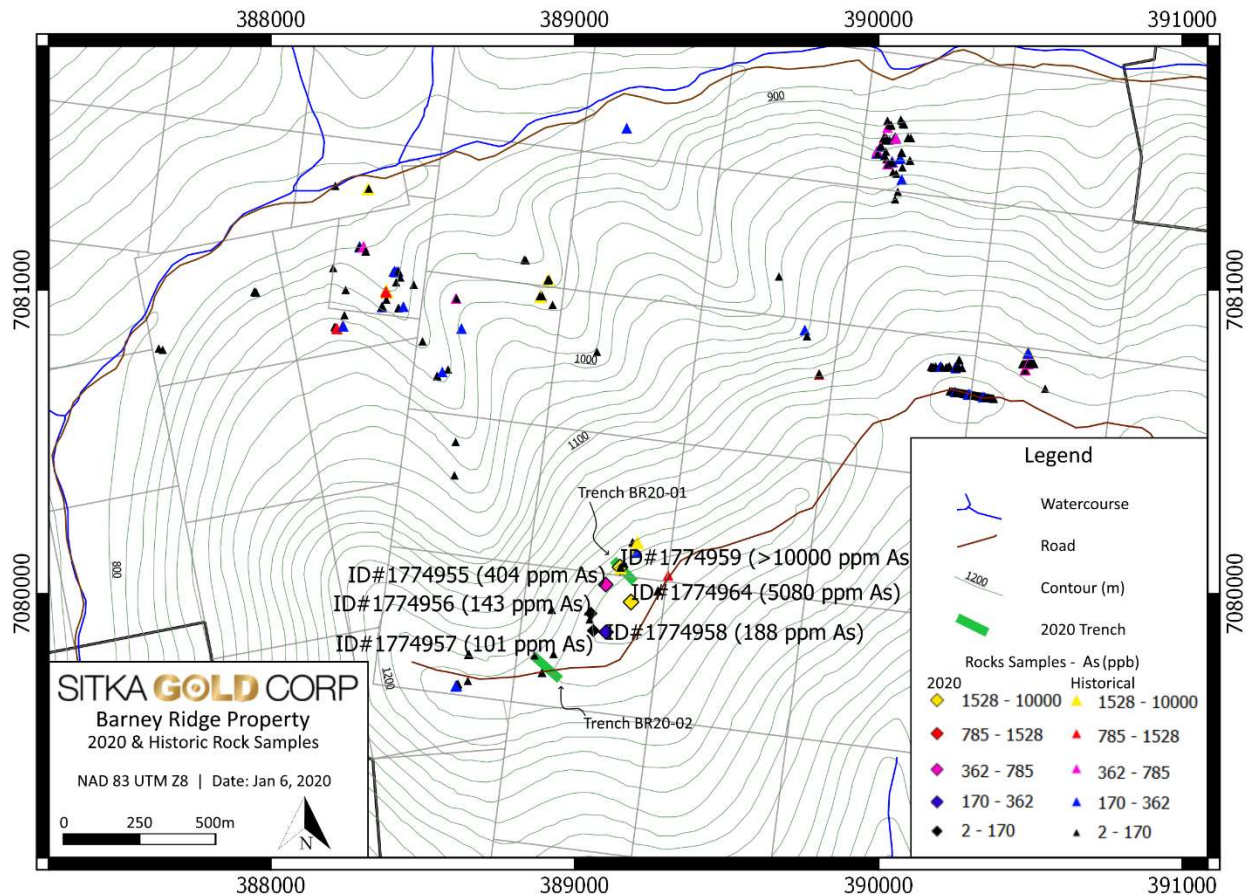 388000
389000
390000
391000
7081000
7081000
7080000
7080000
900
1000
1100
800
1200
Trench BR20-01
ID#1774959 (>10000 ppm As
ID#1774955 (404 ppm As)
ID#1774964 (5080 ppm As)
ID#1774956 (143 ppm As)
ID#1774958 (188 ppm As)
ID#1774957 (101 ppm As)
Trench BR20-02
SITKA GOLD CORP
Barney Ridge Property
2020 & Historic Rock Samples
NAD 83 UTM Z8 | Date: Jan 6, 2020
0 250 500m
N
Legend
Watercourse
Road
1200 Contour (m)
2020 Trench
Rocks Samples - As (ppb)
2020 Historical
1528 - 10000 1528 - 10000
785 - 1528 785 - 1528
362 - 785 362 - 785
170 - 362 170 - 362
2 - 170 2 - 170
388000
389000
390000
391000